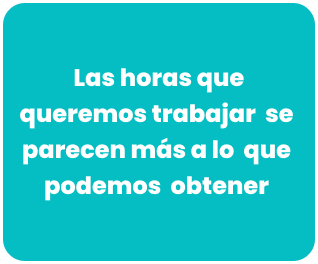 Las horas que
queremos trabajar se
parecen más a lo que
podemos obtener